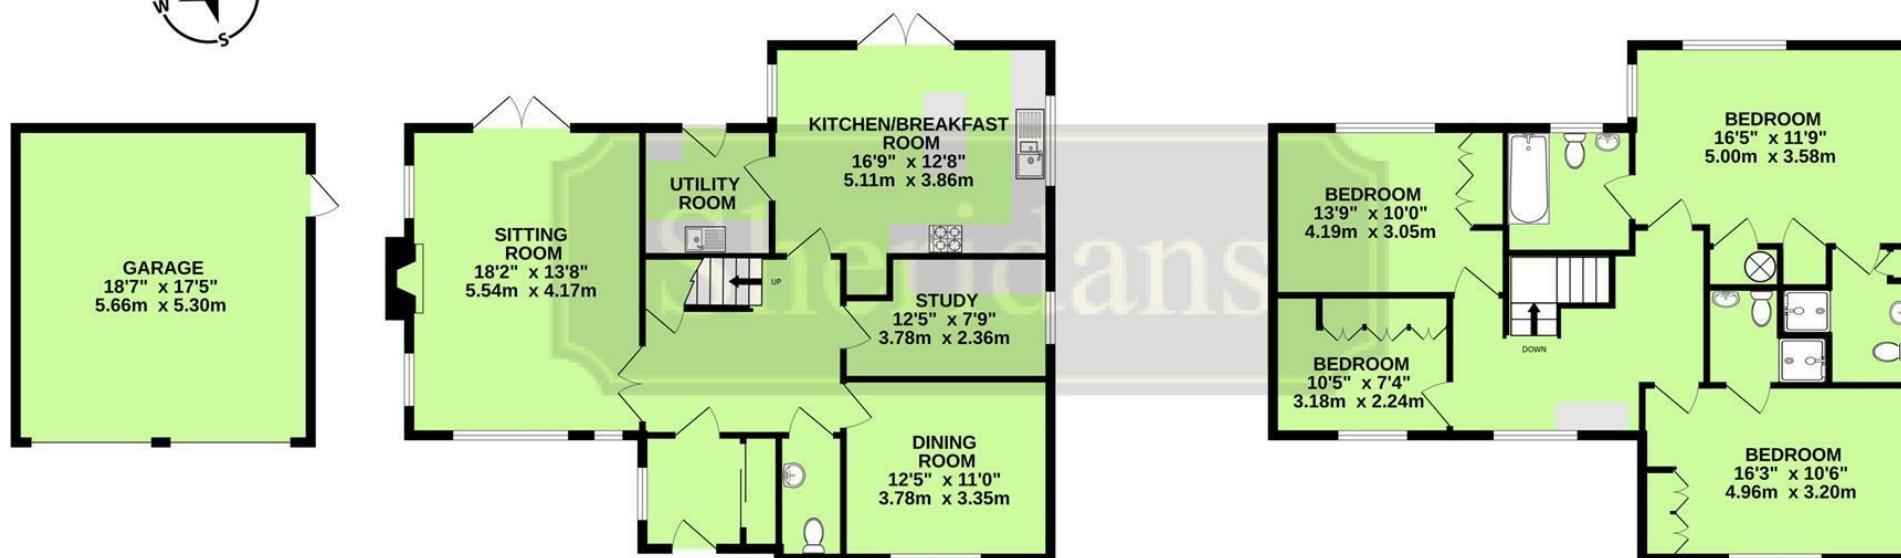 W
S
GARAGE
18'7" x 17'5"
5.66m x 5.30m
SITTING
ROOM
18'2" x 13'8"
5.54m x 4.17m
UTILITY
ROOM
KITCHEN/BREAKFAST
ROOM
16'9" x 12'8"
5.11m x 3.86m
UP
STUDY
12'5" x 7'9"
3.78m x 2.36m
DINING
ROOM
12'5" x 11'0"
3.78m x 3.35m
Sheridans
BEDROOM
13'9" x 10'0"
4.19m x 3.05m
BEDROOM
16'5" x 11'9"
5.00m x 3.58m
DOWN
BEDROOM
10'5" x 7'4"
3.18m x 2.24m
BEDROOM
16'3" x 10'6"
4.96m x 3.20m